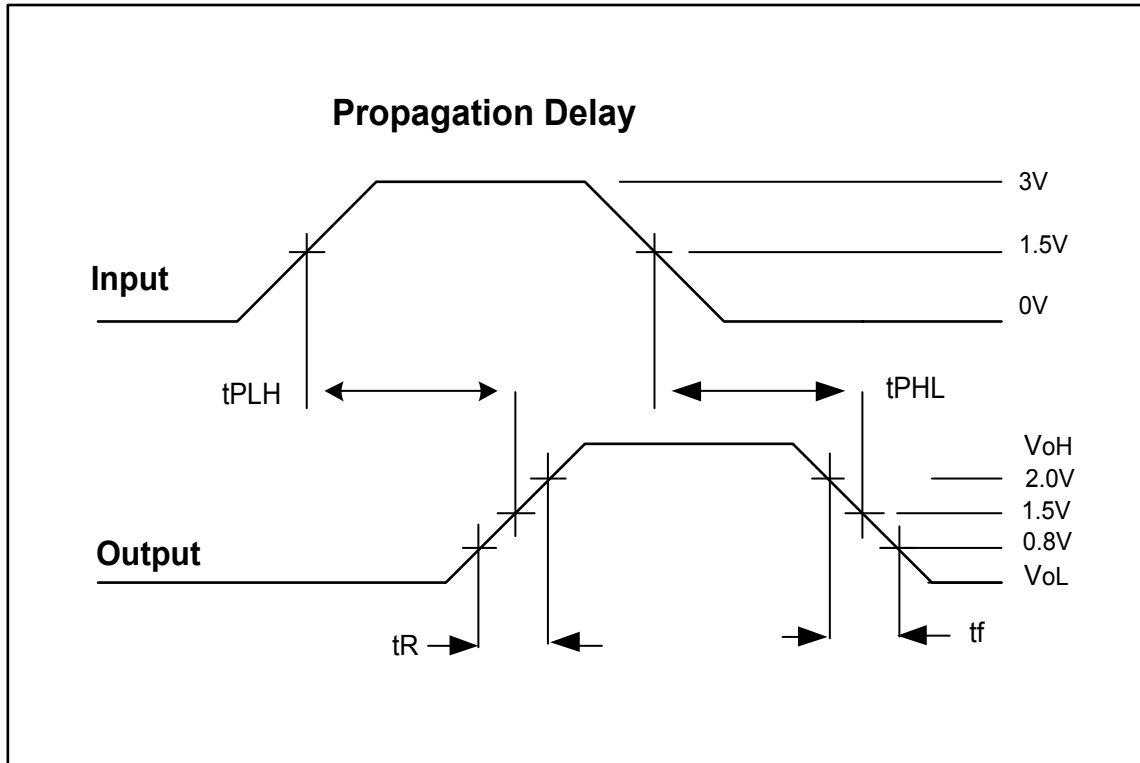 Propagation Delay
3V
1.5V
Input
0V
tPLH
tPHL
VoH
2.0V
1.5V
0.8V
Output
VoL
tR
tf